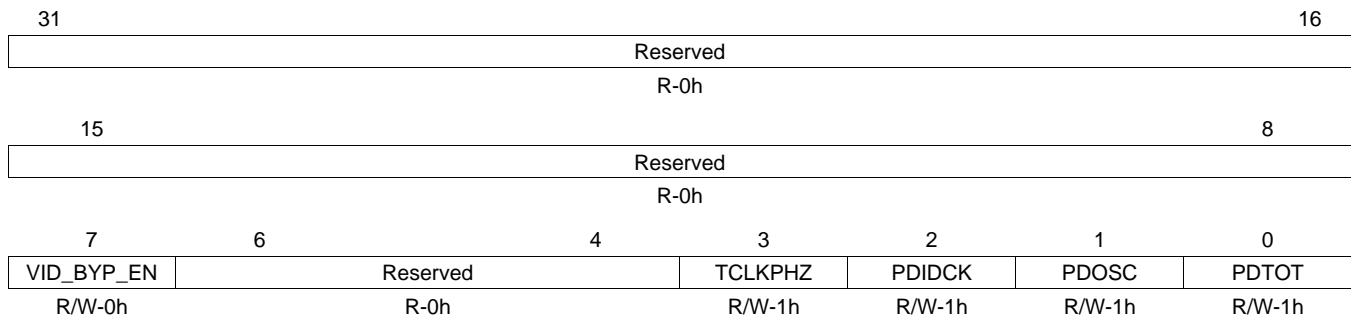 31 16
Reserved
R-0h
15 8
Reserved
R-0h
7 6 4 3 2 1 0
VID_BYP_EN Reserved TCLKPHZ PDIDCK PDOSC PDTOT
R/W-0h R-0h R/W-1h R/W-1h R/W-1h R/W-1h